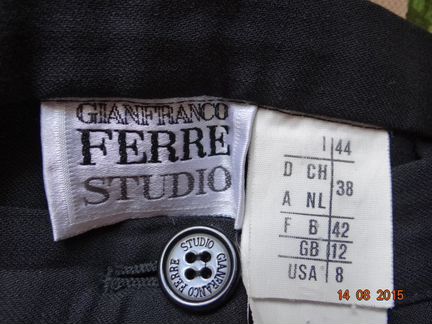 GIANFRANCO
FERRE
STUDIO
I 44
D CH
38
A NL
F B 42
GB 12
USA 8
STUDIO GIANFRANCO FERRE
14 08 2015